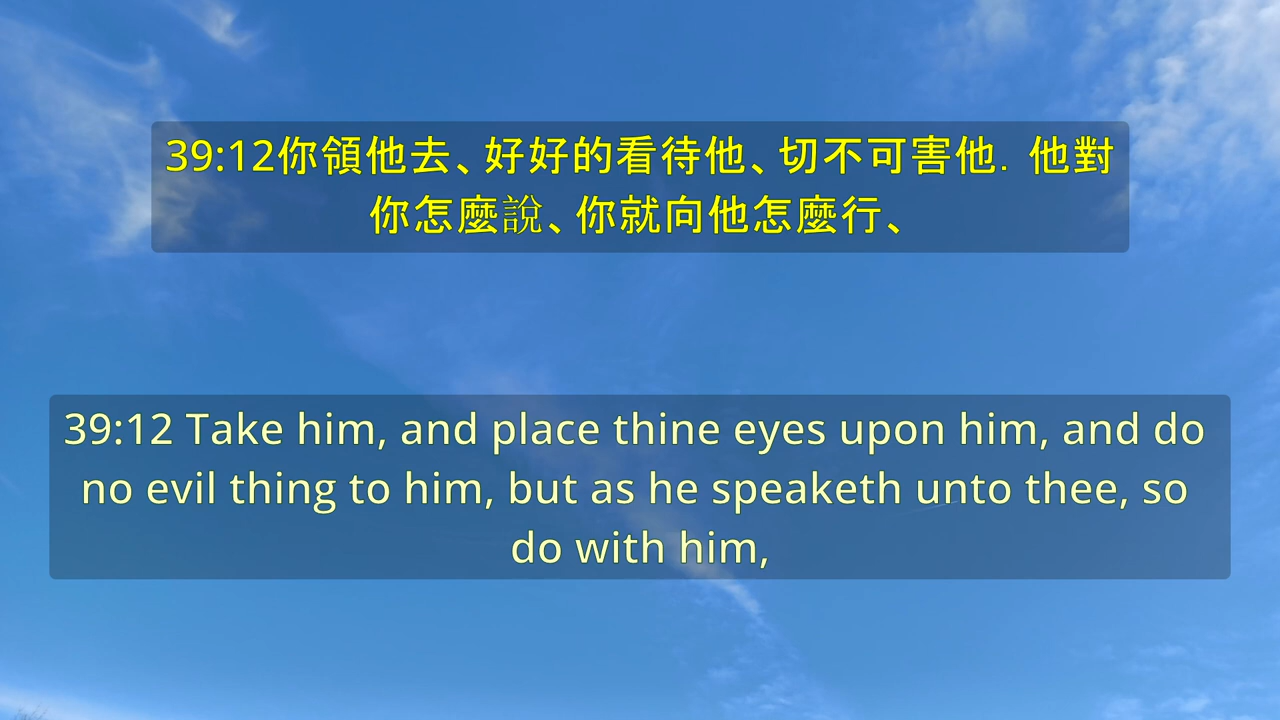 39:12你領他去、好好的看待他、切不可害他. 他對
你怎麼說、你就向他怎麼行、
39:12 Take him, and place thine eyes upon him, and do
no evil thing to him, but as he speaketh unto thee, so
do with him,